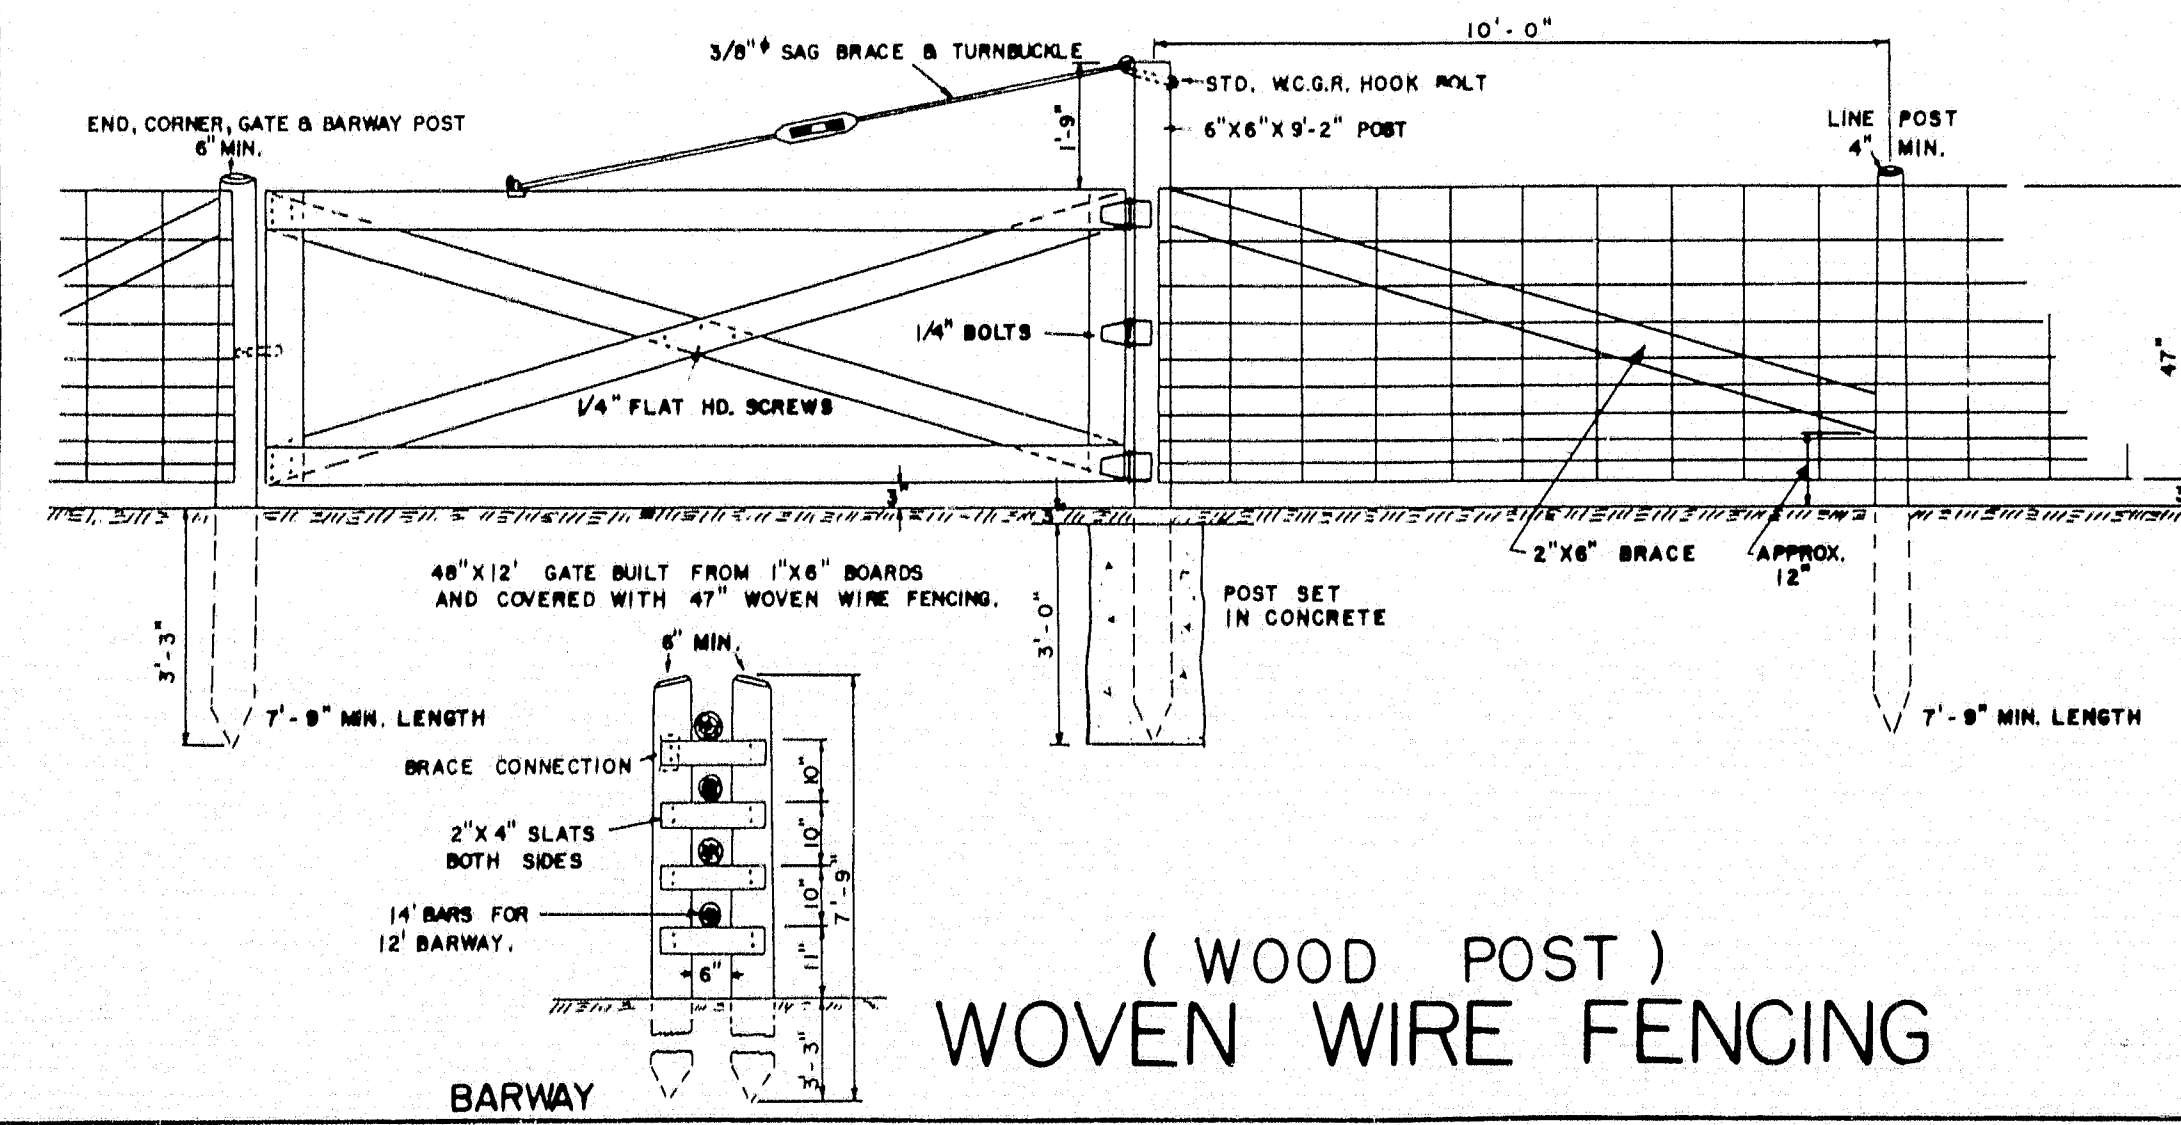 10'-0"
3/8"ϕ SAG BRACE & TURNBUCKLE
STD. W.C.G.R. HOOK BOLT
END, CORNER, GATE & BARWAY POST
6" MIN.
1'-9"
6"X6"X9'-2" POST
LINE POST
4" MIN.
1/4" BOLTS
47"
1/4" FLAT HD. SCREWS
3"
3"
2"X6" BRACE
APPROX.
12"
48"X12' GATE BUILT FROM 1"X6" BOARDS
AND COVERED WITH 47" WOVEN WIRE FENCING.
POST SET
IN CONCRETE
3'-3"
3'-0"
6" MIN.
7'-9" MIN. LENGTH
7'-9" MIN. LENGTH
BRACE CONNECTION
10"
2"X4" SLATS
BOTH SIDES
10"
7'-9"
10"
14' BARS FOR
12' BARWAY.
11"
6"
3'-3"
BARWAY
( WOOD POST )
WOVEN WIRE FENCING